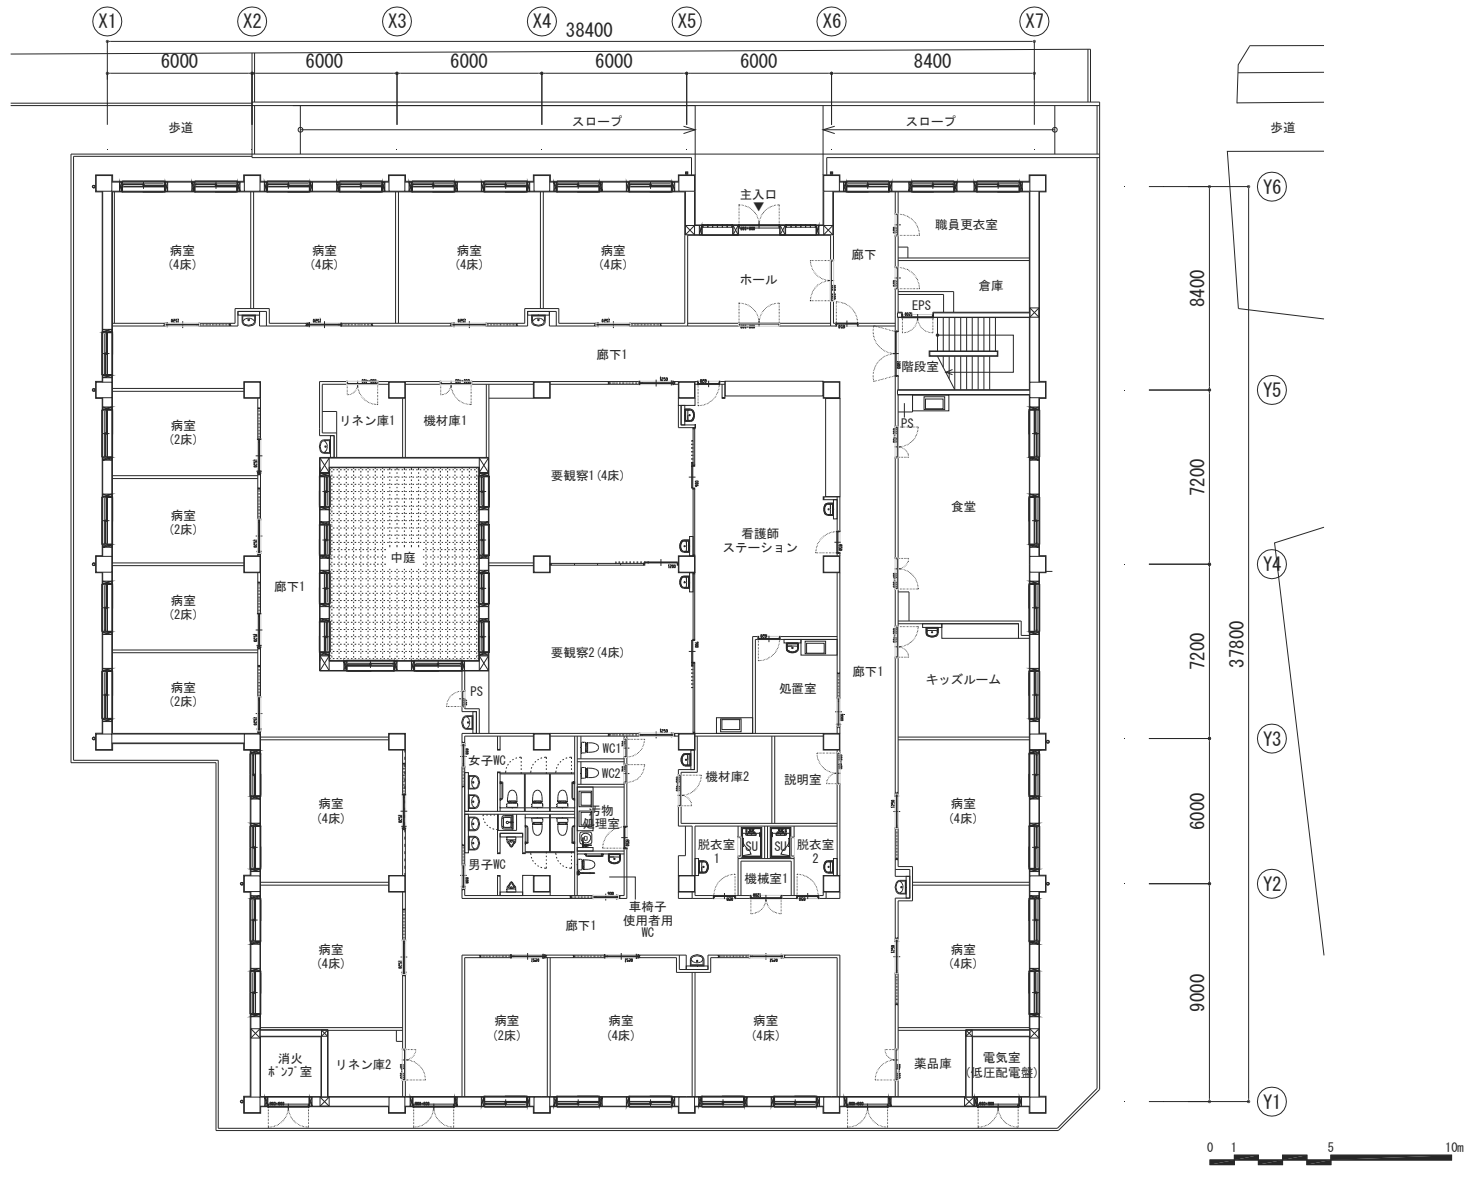 X1 X2 X3 X4 X5 X6 X7
38400
6000 6000 6000 6000 6000 8400
歩道
スロープ
スロープ
歩道
主入口
Y6
病室
(4床)
病室
(4床)
病室
(4床)
病室
(4床)
ホール
廊下
職員更衣室
倉庫
EPS
階段室
8400
廊下1
Y5
病室
(2床)
リネン庫1
機材庫1
要観察1(4床)
PS
食堂
7200
病室
(2床)
中庭
看護師
ステーション
Y4
廊下1
病室
(2床)
要観察2(4床)
病室
(2床)
PS
処置室
廊下1
キッズルーム
7200
37800
Y3
病室
(4床)
女子WC
WC1
WC2
汚物
処理室
男子WC
機材庫2
説明室
脱衣室
1
SU
SU
脱衣室
2
機械室1
病室
(4床)
6000
Y2
車椅子
使用者用
WC
廊下1
病室
(4床)
病室
(4床)
9000
病室
(2床)
病室
(4床)
病室
(4床)
消火
ポンプ室
リネン庫2
薬品庫
電気室
(低圧配電盤)
Y1
0 1 5 10m